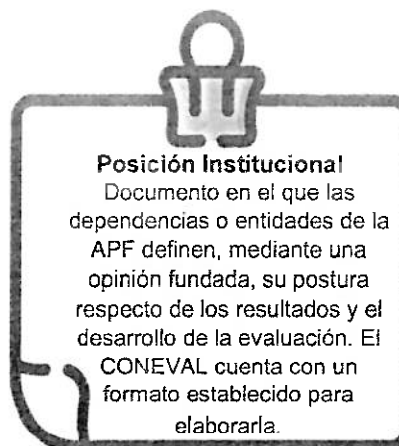 Posición Institucional
Documento en el que las
dependencias o entidades de la
APF definen, mediante una
opinión fundada, su postura
respecto de los resultados y el
desarrollo de la evaluación. El
CONEVAL cuenta con un
formato establecido para
elaborarla.